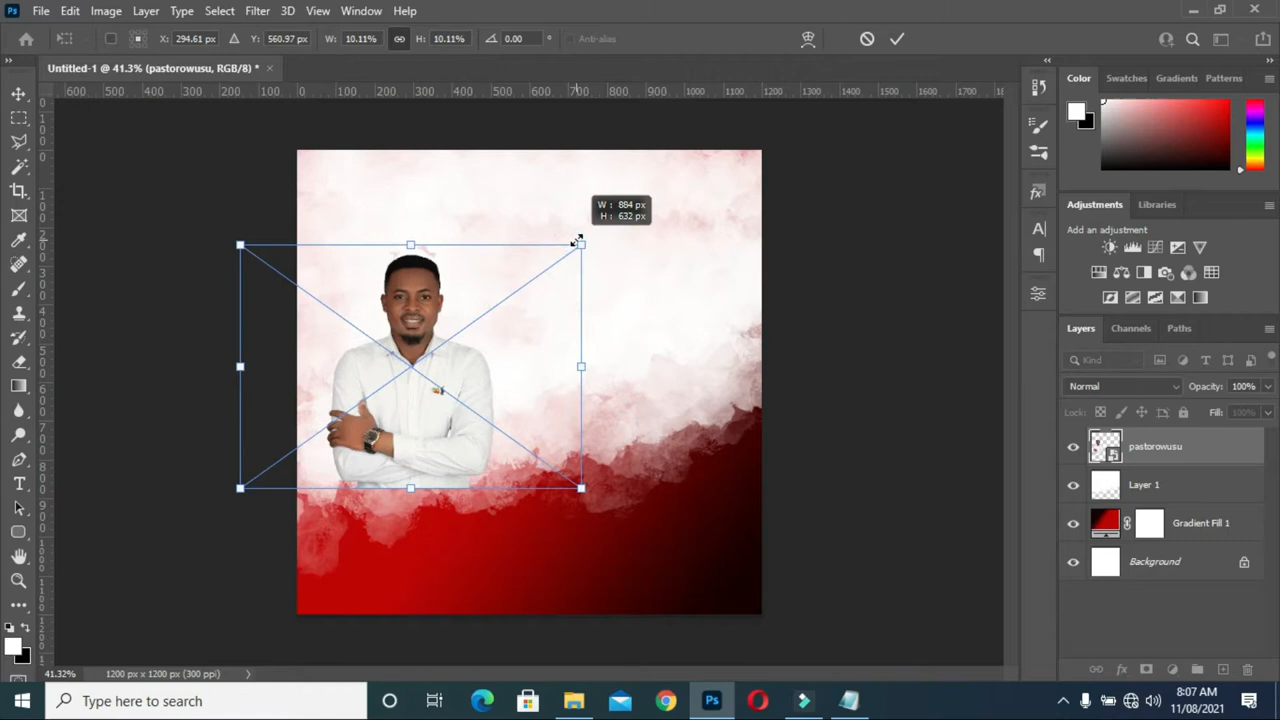 Ps File Edit Image Layer Type Select Filter 3D View Window Help
X: 294.61 px Y: 560.97 px W: 10.11% H: 10.11% 0.00 ° Anti-alias
Untitled-1 @ 41.3% (pastorowusu, RGB/8) * ×
600 500 400 300 200 100 0 100 200 300 400 500 600 700 800 900 1000 1100 1200 1300 1400 1500 1600 1700
W : 884 px
H : 632 px
Color Swatches Gradients Patterns
Adjustments Libraries
Add an adjustment
Layers Channels Paths
Kind
Normal Opacity: 100%
Lock: Fill: 100%
pastorowusu
Layer 1
Gradient Fill 1
Background
41.32% 1200 px x 1200 px (300 ppi)
Type here to search
Ps
8:07 AM
11/08/2021